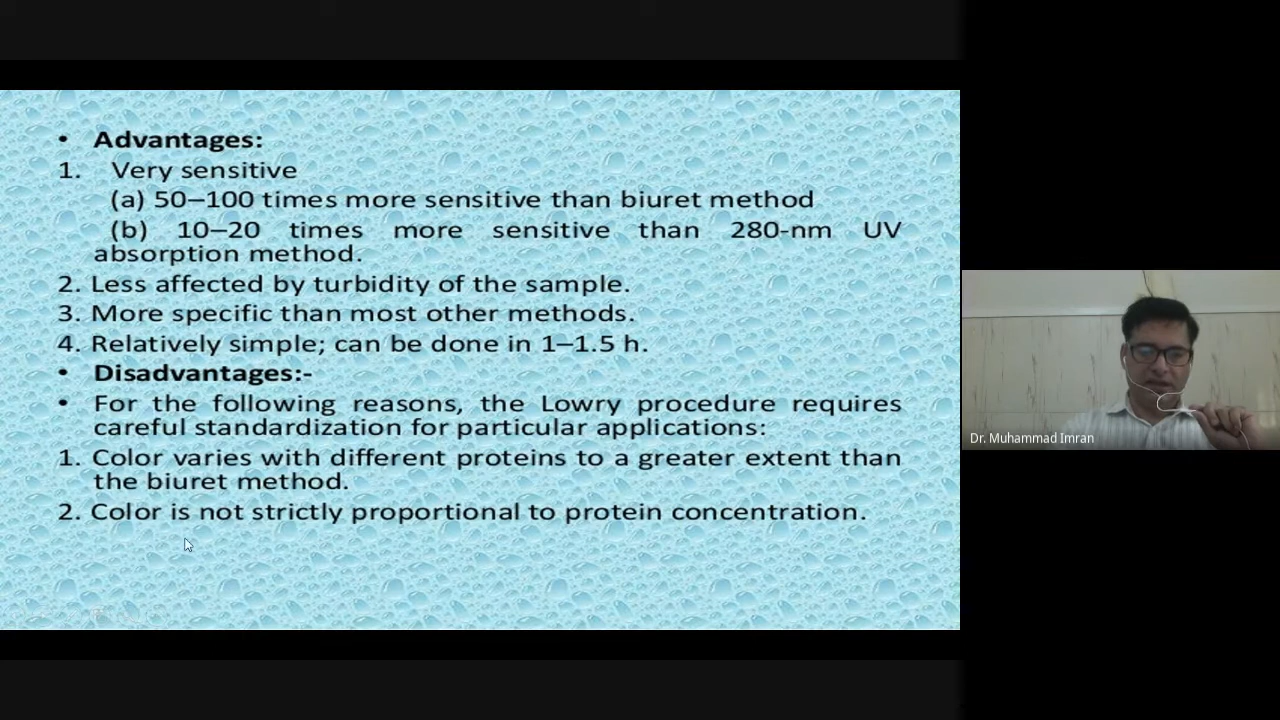 • Advantages:
1. Very sensitive
(a) 50–100 times more sensitive than biuret method
(b) 10–20 times more sensitive than 280-nm UV
absorption method.
2. Less affected by turbidity of the sample.
3. More specific than most other methods.
4. Relatively simple; can be done in 1–1.5 h.
• Disadvantages:-
• For the following reasons, the Lowry procedure requires
careful standardization for particular applications:
1. Color varies with different proteins to a greater extent than
the biuret method.
2. Color is not strictly proportional to protein concentration.
Dr. Muhammad Imran